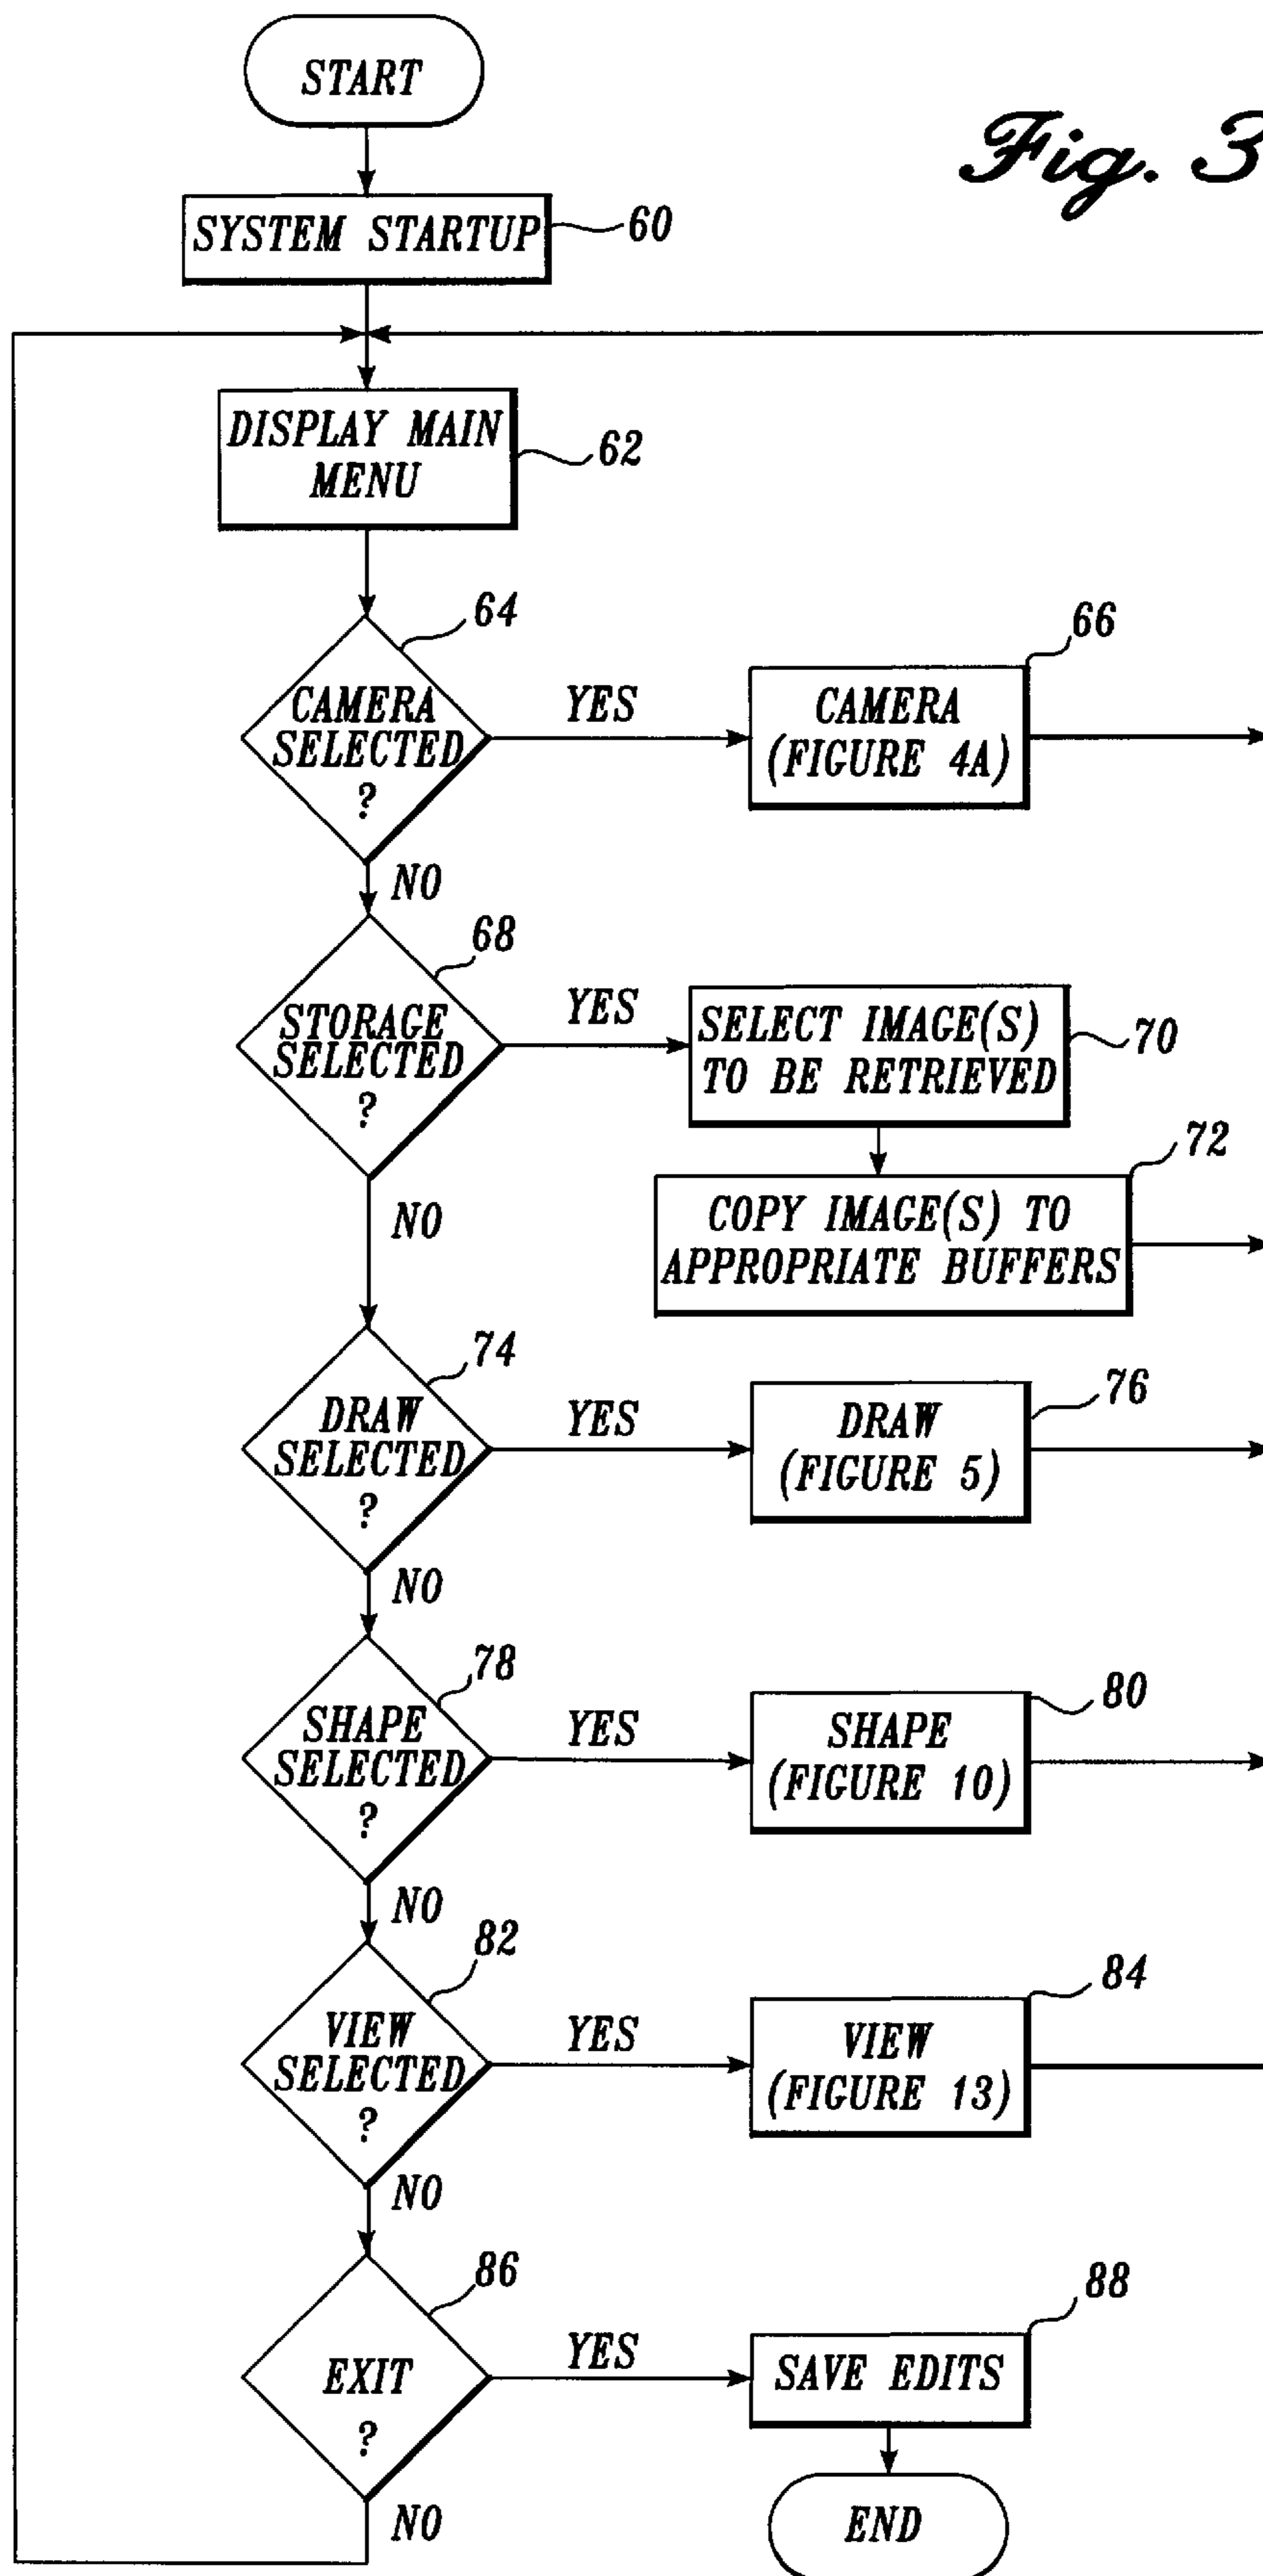 START
Fig. 3
SYSTEM STARTUP
60
DISPLAY MAIN
MENU
62
64
CAMERA
SELECTED
?
YES
66
CAMERA
(FIGURE 4A)
NO
68
STORAGE
SELECTED
?
YES
SELECT IMAGE(S)
TO BE RETRIEVED
70
72
COPY IMAGE(S) TO
APPROPRIATE BUFFERS
NO
74
DRAW
SELECTED
?
YES
76
DRAW
(FIGURE 5)
NO
78
SHAPE
SELECTED
?
YES
80
SHAPE
(FIGURE 10)
NO
82
VIEW
SELECTED
?
YES
84
VIEW
(FIGURE 13)
NO
86
EXIT
?
YES
88
SAVE EDITS
NO
END